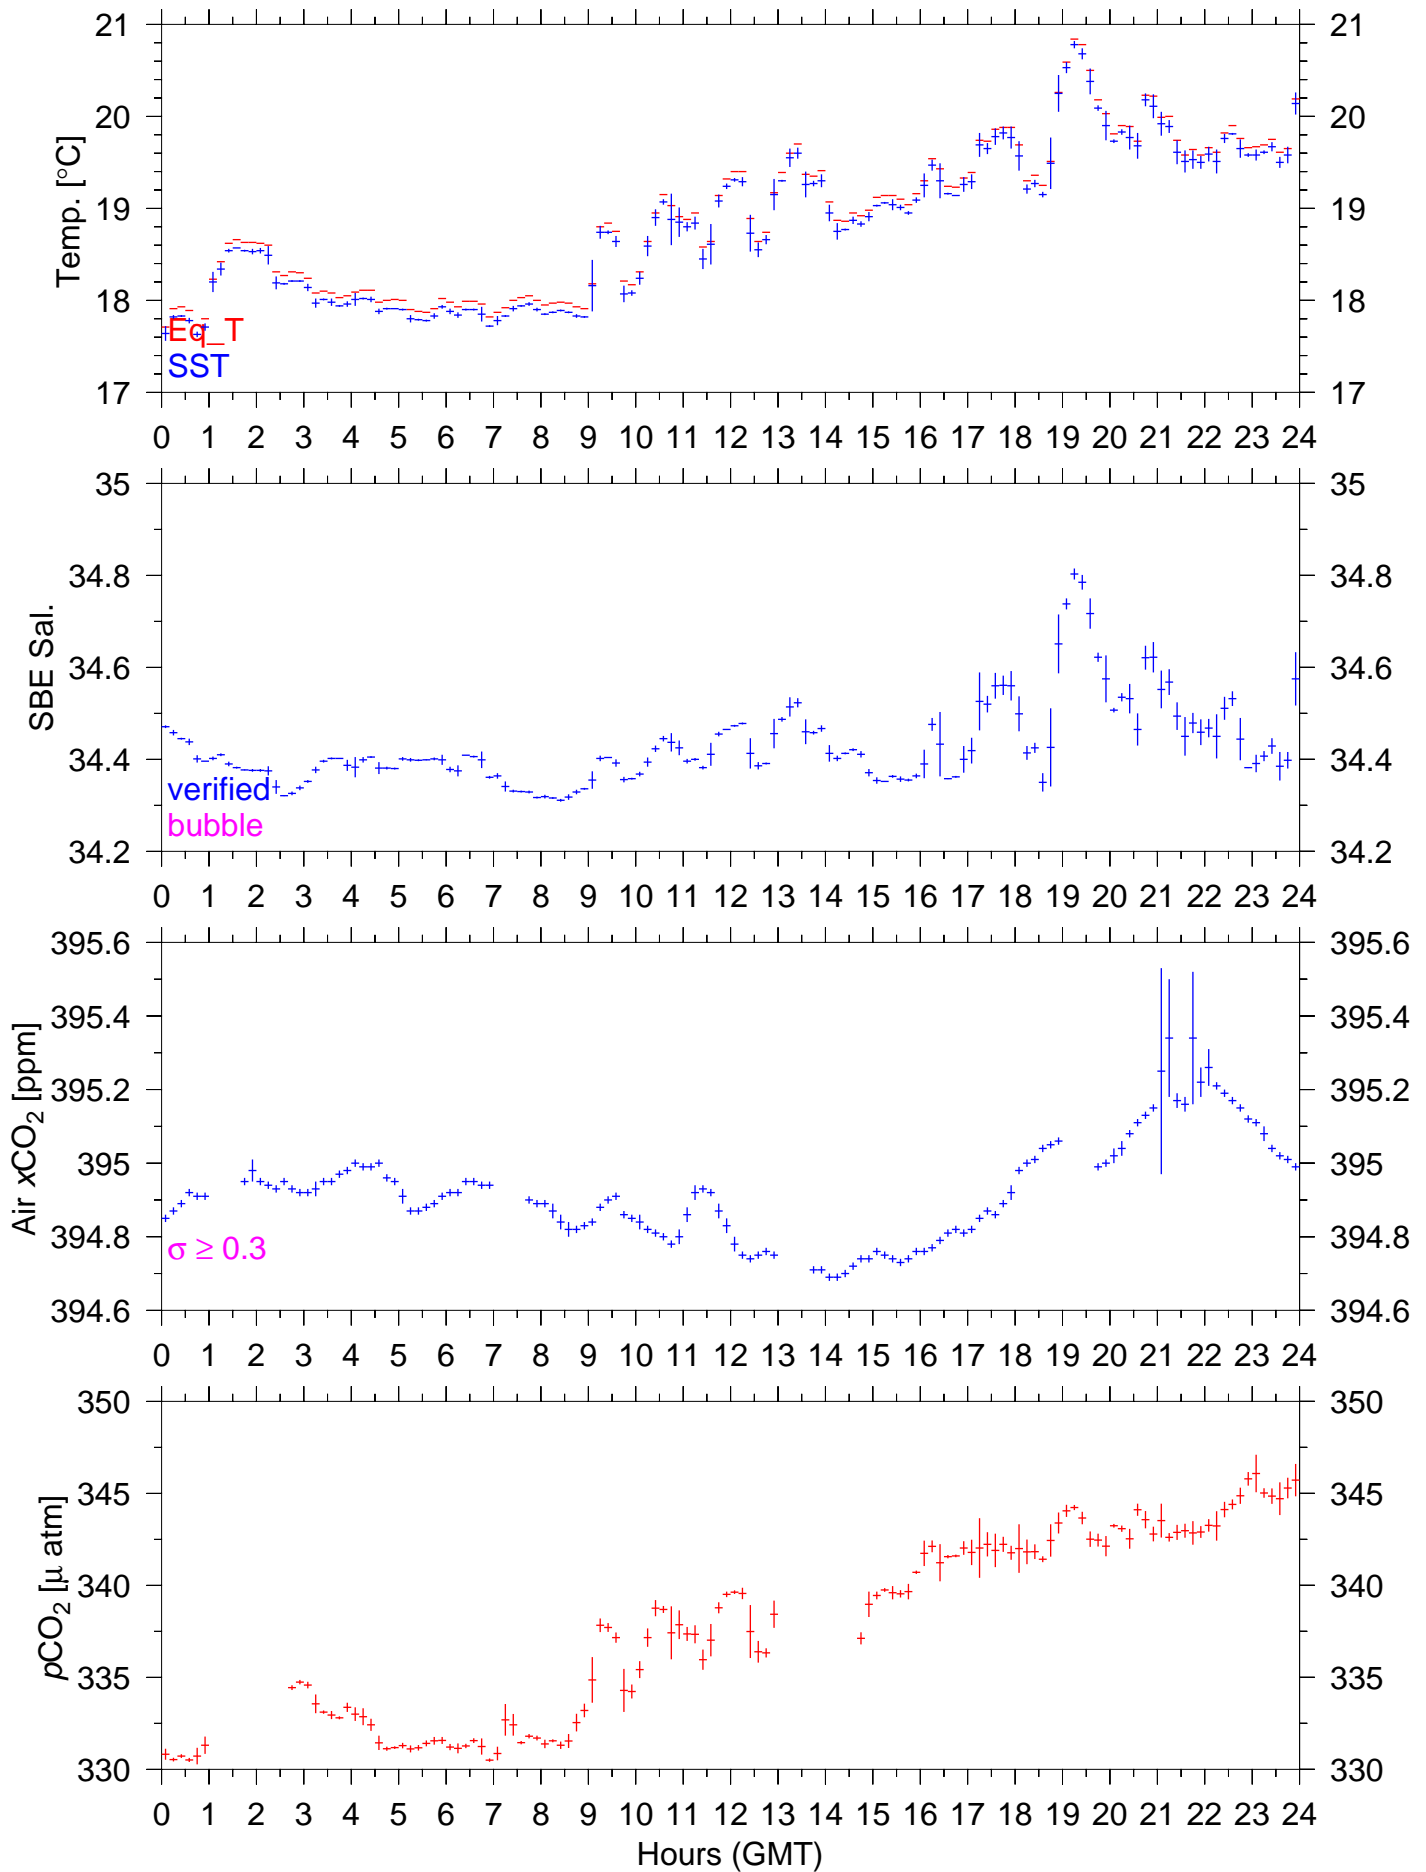 21 21
20 20
19 19
18 18
17 17
Temp. [°C]
Eq_T
SST
0 1 2 3 4 5 6 7 8 9 10 11 12 13 14 15 16 17 18 19 20 21 22 23 24
35 35
34.8 34.8
34.6 34.6
34.4 34.4
34.2 34.2
SBE Sal.
verified
bubble
0 1 2 3 4 5 6 7 8 9 10 11 12 13 14 15 16 17 18 19 20 21 22 23 24
395.6 395.6
395.4 395.4
395.2 395.2
395 395
394.8 394.8
394.6 394.6
Air xCO₂ [ppm]
σ ≥ 0.3
0 1 2 3 4 5 6 7 8 9 10 11 12 13 14 15 16 17 18 19 20 21 22 23 24
350 350
345 345
340 340
335 335
330 330
pCO₂ [μ atm]
0 1 2 3 4 5 6 7 8 9 10 11 12 13 14 15 16 17 18 19 20 21 22 23 24
Hours (GMT)